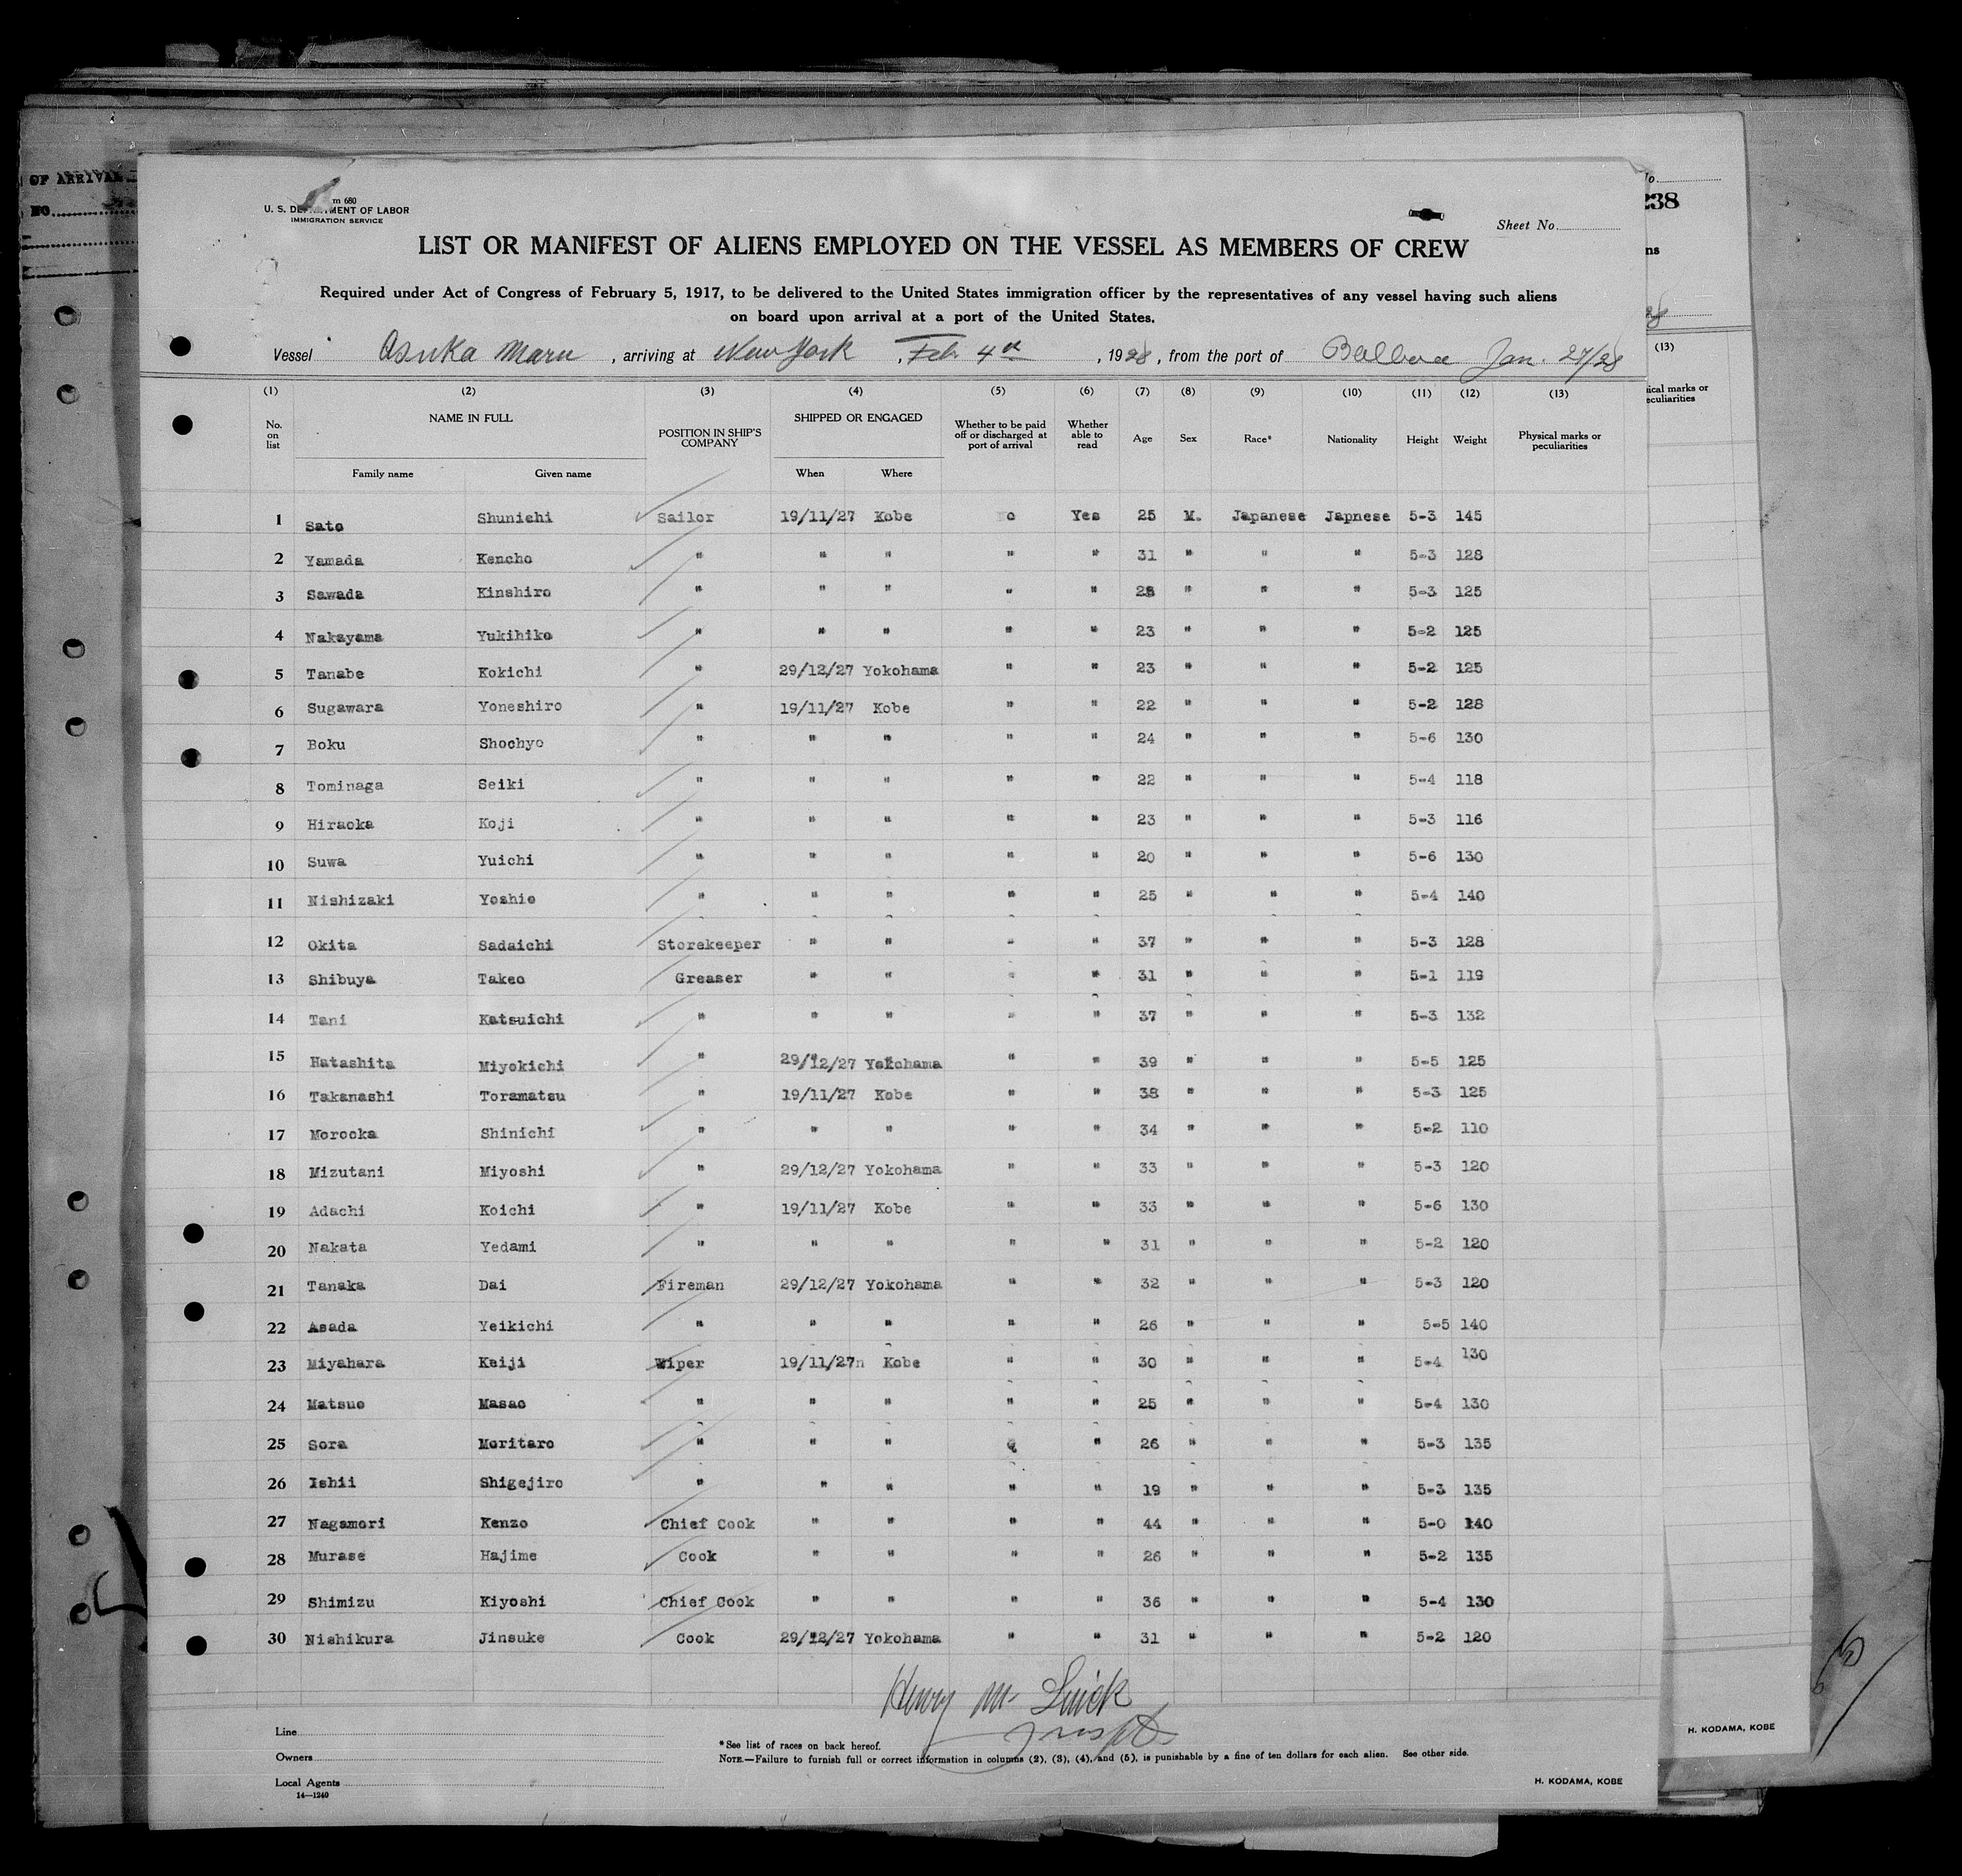 OF ARRIVAL
NO
m 680
U. S. DEPARTMENT OF LABOR
IMMIGRATION SERVICE
Sheet No.
No.
238
LIST OR MANIFEST OF ALIENS EMPLOYED ON THE VESSEL AS MEMBERS OF CREW
ns
Required under Act of Congress of February 5, 1917, to be delivered to the United States immigration officer by the representatives of any vessel having such aliens
on board upon arrival at a port of the United States.
Vessel Asuka Maru, arriving at New York, Feb. 4th, 1928, from the port of Balboa Jan. 27/28
(1) (2) (3) (4) (5) (6) (7) (8) (9) (10) (11) (12) (13)
(13)
ical marks or
eculiarities
No. on list NAME IN FULL POSITION IN SHIP'S COMPANY SHIPPED OR ENGAGED Whether to be paid off or discharged at port of arrival Whether able to read Age Sex Race* Nationality Height Weight Physical marks or peculiarities
Family name Given name When Where
1 Sato Shunichi Sailor 19/11/27 Kobe o Yes 25 M. Japanese Japnese 5-3 145
2 Yamada Kencho " " " " " 31 " " " 5-3 128
3 Sawada Kinshiro " " " " " 28 " " " 5-3 125
4 Nakayama Yukihiko " " " " " 23 " " " 5-2 125
5 Tanabe Kokichi " 29/12/27 Yokohama " " 23 " " 5-2 125
6 Sugawara Yoneshiro " 19/11/27 Kobe " " 22 " " " 5-2 128
7 Boku Shochyo " " " " " 24 " " " 5-6 130
8 Tominaga Seiki " " " " " 22 " " " 5-4 118
9 Hiraoka Koji " " " " " 23 " " " 5-3 116
10 Suwa Yuichi " " " " " 20 " " " 5-6 130
11 Nishizaki Yoshio " " " " " 25 " " " 5-4 140
12 Okita Sadaichi Storekeeper " " " " 37 " " " 5-3 128
13 Shibuya Takeo Greaser " " " " 31 " " " 5-1 119
14 Tani Katsuichi " " " " " 37 " " " 5-3 132
15 Hatashita Miyokichi " 29/12/27 Yokohama " " 39 " " " 5-5 125
16 Takanashi Toramatsu " 19/11/27 Kobe " " 38 " " " 5-3 125
17 Morooka Shinichi " " " " " 34 " " " 5-2 110
18 Mizutani Miyoshi " 29/12/27 Yokohama " " 33 " " " 5-3 120
19 Adachi Koichi " 19/11/27 Kobe " " 33 " " " 5-6 130
20 Nakata Yedami " " " " " 31 " " " 5-2 120
21 Tanaka Dai Fireman 29/12/27 Yokohama " " 32 " " " 5-3 120
22 Asada Yeikichi " " " " " 26 " " " 5-5 140
23 Miyahara Keiji Wiper 19/11/27n Kobe " " 30 " " " 5-4 130
24 Matsuo Masao " " " " " 25 " " " 5-4 130
25 Sora Moritaro " " " " 26 " " " 5-3 135
26 Ishii Shigejiro " " " " " 19 " " " 5-3 135
27 Nagamori Kenzo Chief Cook " " " " 44 " " " 5-0 140
28 Murase Hajime Cook " " " " 26 " " " 5-2 135
29 Shimizu Kiyoshi Chief Cook " " " " 36 " " " 5-4 130
30 Nishikura Jinsuke Cook 29/12/27 Yokohama " " 31 " " " 5-2 120
Henry M.
Line
Owners
Local Agents
14—1240
*See list of races on back hereof.
NOTE.—Failure to furnish full or correct information in columns (2), (3), (4), and (5), is punishable by a fine of ten dollars for each alien. See other side.
H. KODAMA, KOBE
H. KODAMA, KOBE